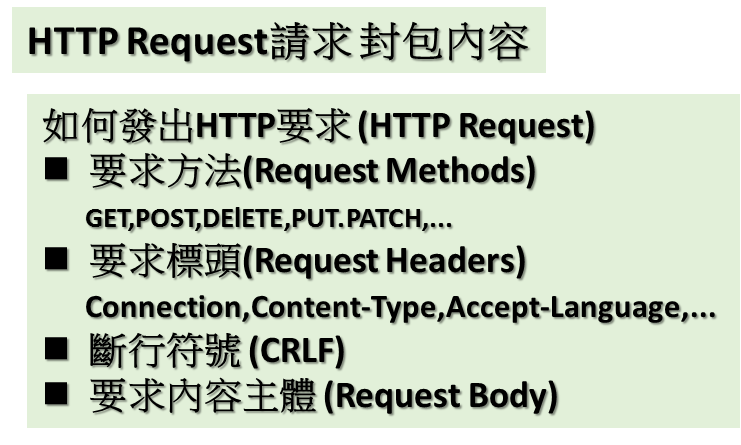 HTTP Request請求 封包內容
如何發出HTTP要求 (HTTP Request)
■ 要求方法(Request Methods)
GET,POST,DElETE,PUT.PATCH,...
■ 要求標頭(Request Headers)
Connection,Content-Type,Accept-Language,...
■ 斷行符號 (CRLF)
■ 要求內容主體 (Request Body)